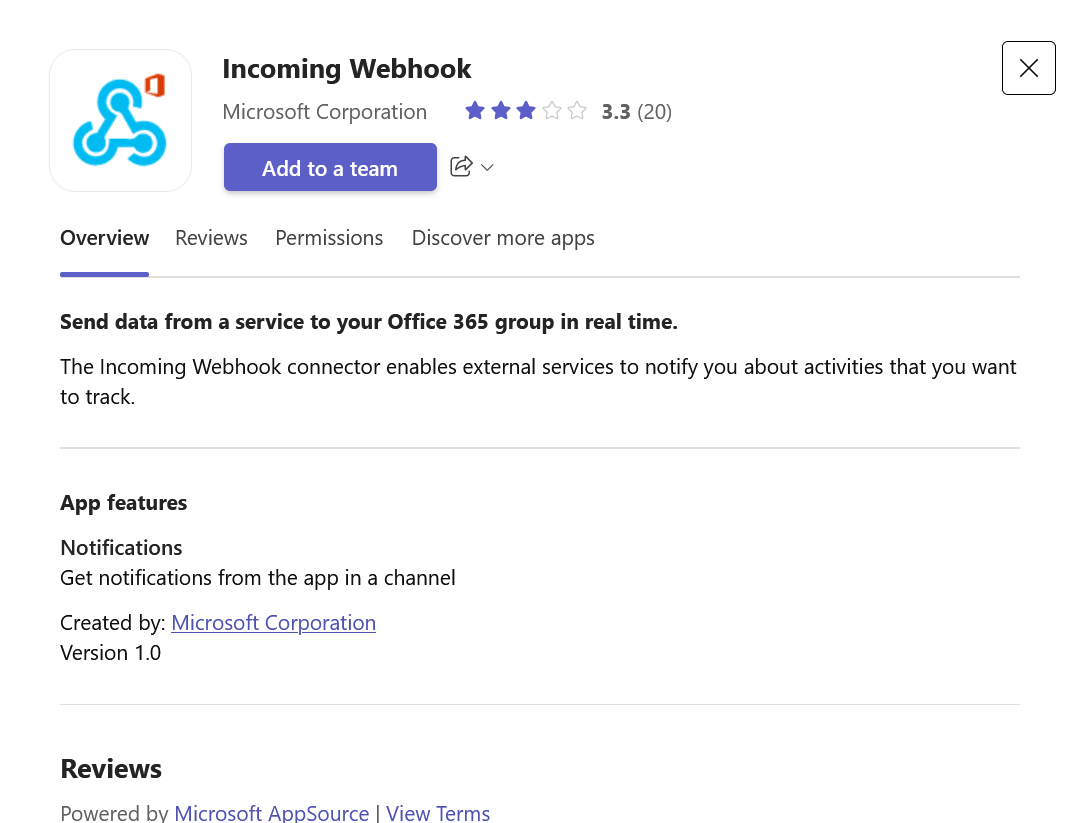 Incoming Webhook
Microsoft Corporation 3.3 (20)
Add to a team
Overview Reviews Permissions Discover more apps
Send data from a service to your Office 365 group in real time.
The Incoming Webhook connector enables external services to notify you about activities that you want
to track.
App features
Notifications
Get notifications from the app in a channel
Created by: Microsoft Corporation
Version 1.0
Reviews
Powered by Microsoft AppSource | View Terms